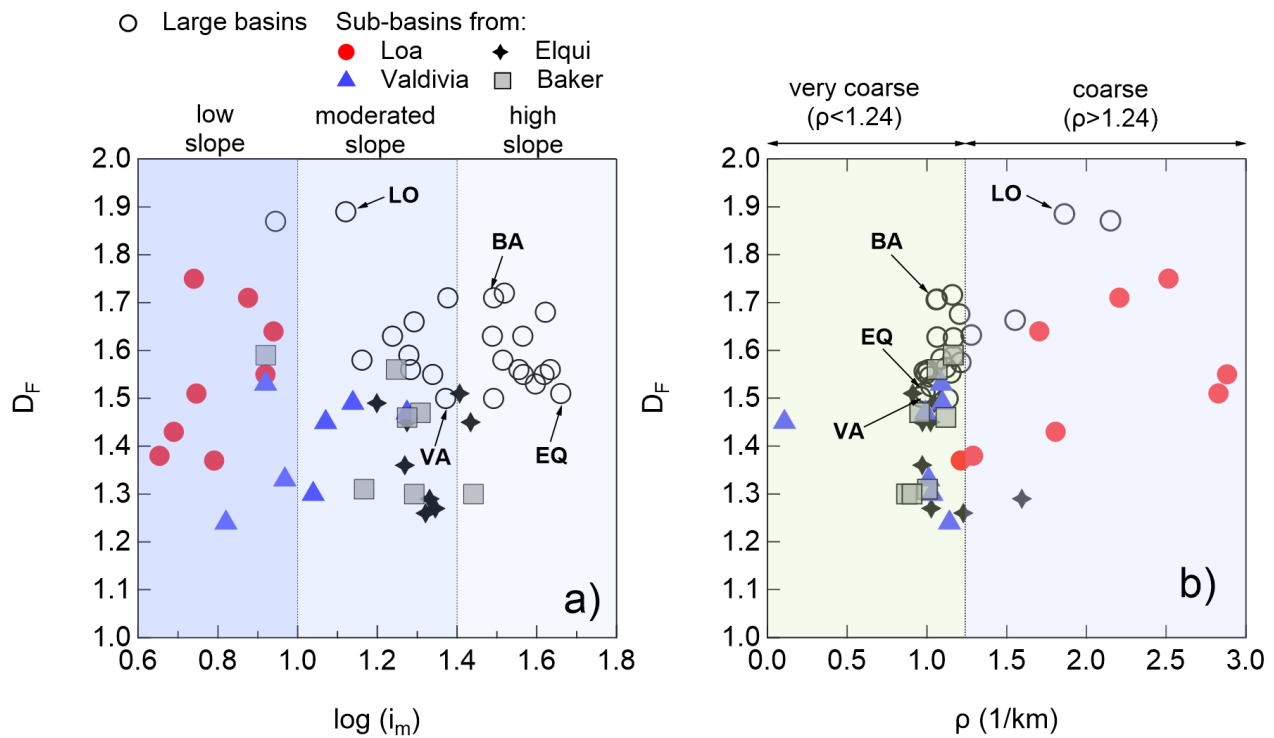 Large basins
Sub-basins from:
Loa
Elqui
Valdivia
Baker
low
slope
moderated
slope
high
slope
2.0
1.9
1.8
1.7
1.6
1.5
1.4
1.3
1.2
1.1
1.0
D_F
LO
BA
VA
EQ
a)
0.6
0.8
1.0
1.2
1.4
1.6
1.8
log (i_m)
very coarse
(ρ<1.24)
coarse
(ρ>1.24)
2.0
1.9
1.8
1.7
1.6
1.5
1.4
1.3
1.2
1.1
1.0
D_F
LO
BA
EQ
VA
b)
0.0
0.5
1.0
1.5
2.0
2.5
3.0
ρ (1/km)